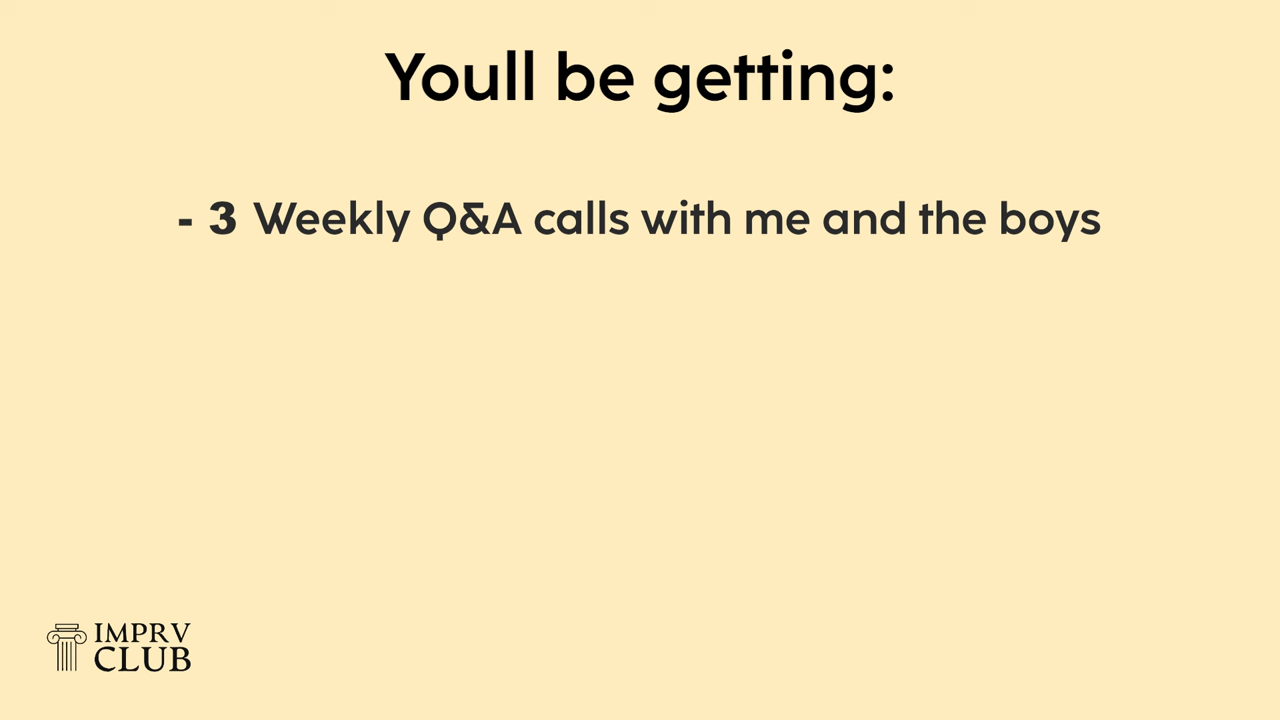 Youll be getting:
- 3 Weekly Q&A calls with me and the boys
IMPRV
CLUB